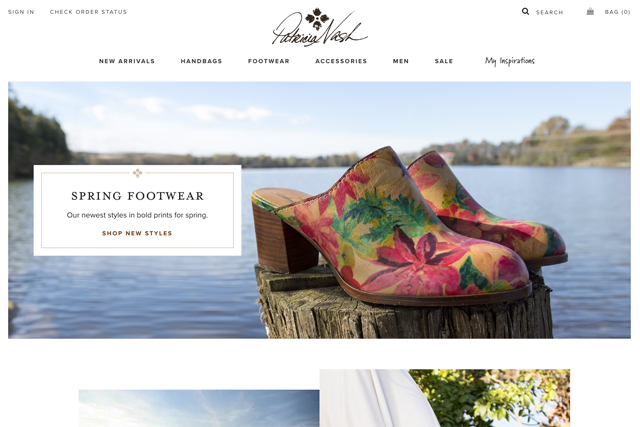 SIGN IN
CHECK ORDER STATUS
Patricia Nash
SEARCH
BAG (0)
NEW ARRIVALS
HANDBAGS
FOOTWEAR
ACCESSORIES
MEN
SALE
My Inspirations
SPRING FOOTWEAR
Our newest styles in bold prints for spring.
SHOP NEW STYLES